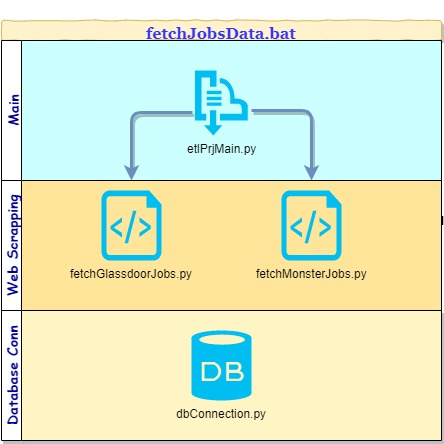 fetchJobsData.bat
Main
etlPrjMain.py
Web Scrapping
</>
</>
fetchGlassdoorJobs.py
fetchMonsterJobs.py
Database Conn
DB
dbConnection.py